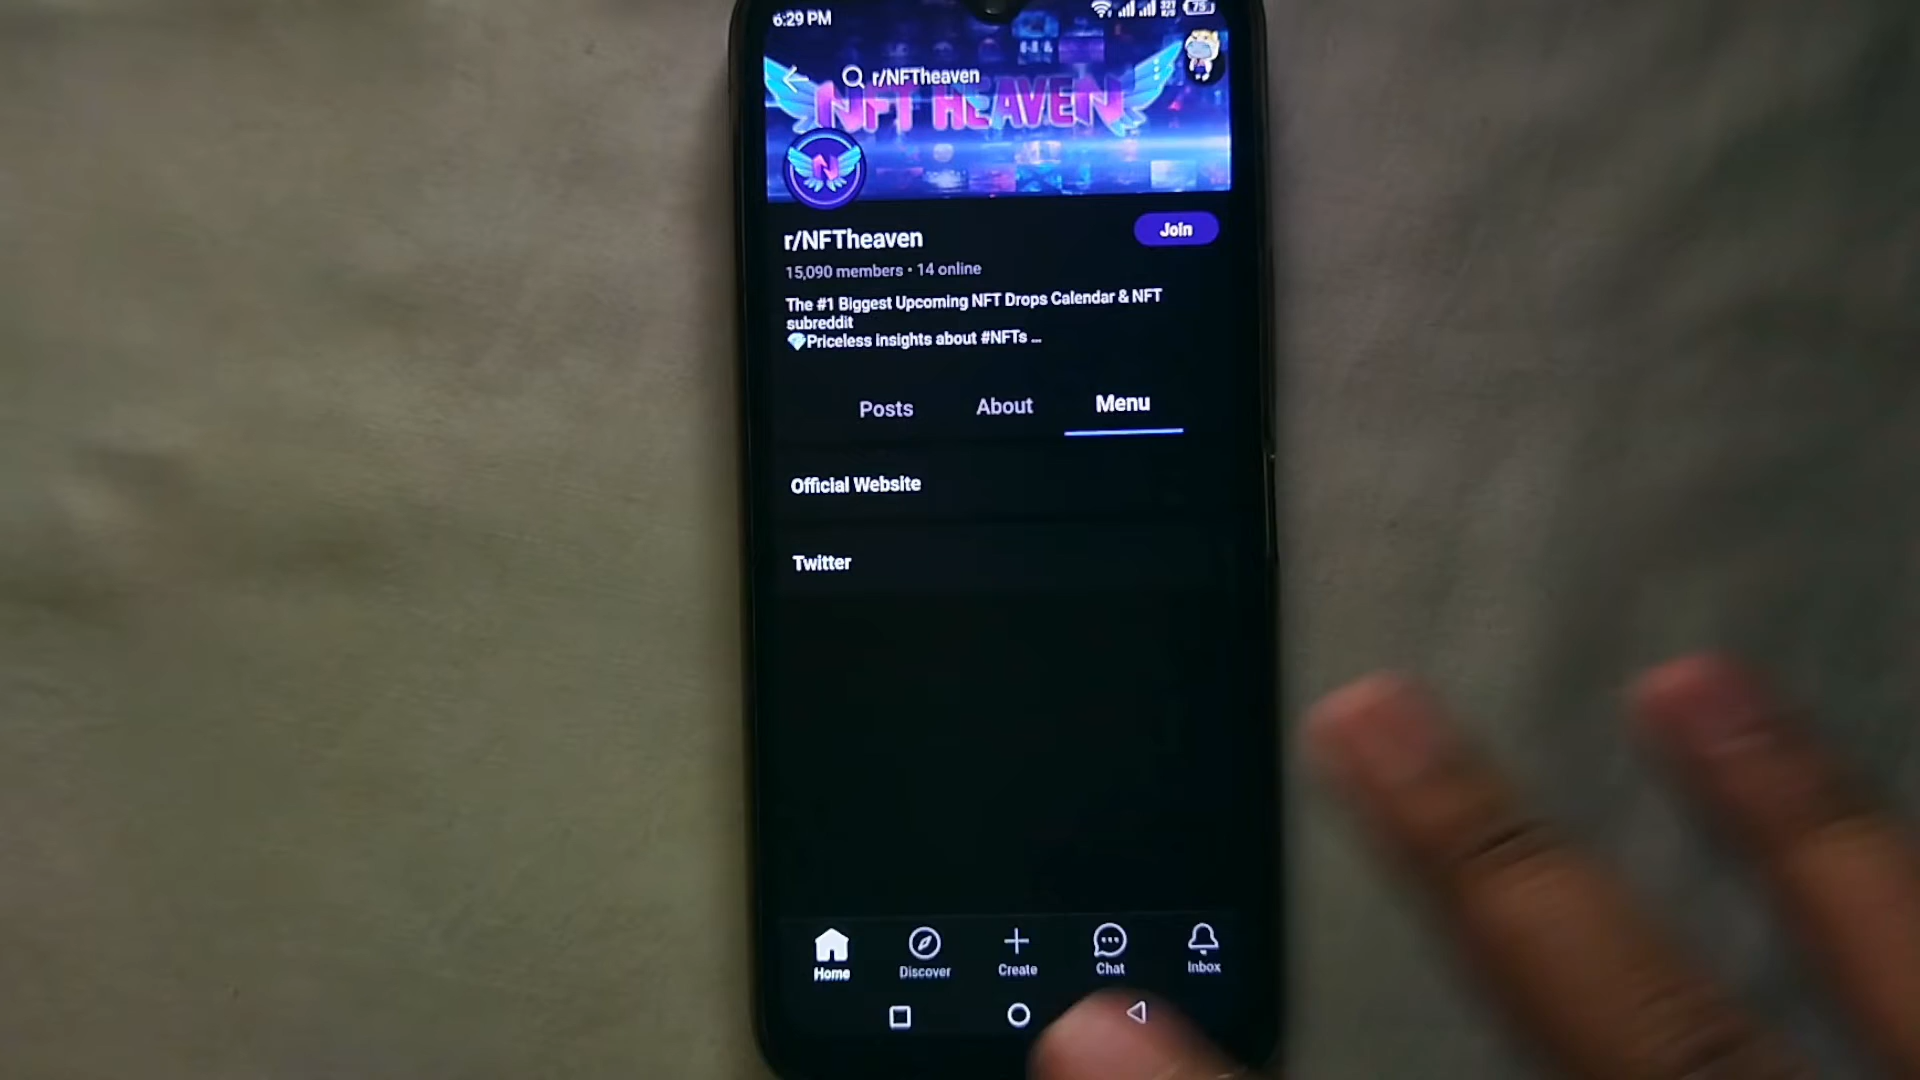 6:29 PM
75
r/NFTheaven
NFT HEAVEN
N
r/NFTheaven
Join
15,090 members • 14 online
The #1 Biggest Upcoming NFT Drops Calendar & NFT
subreddit
💎Priceless insights about #NFTs ...
Posts
About
Menu
Official Website
Twitter
Home
Discover
Create
Chat
Inbox